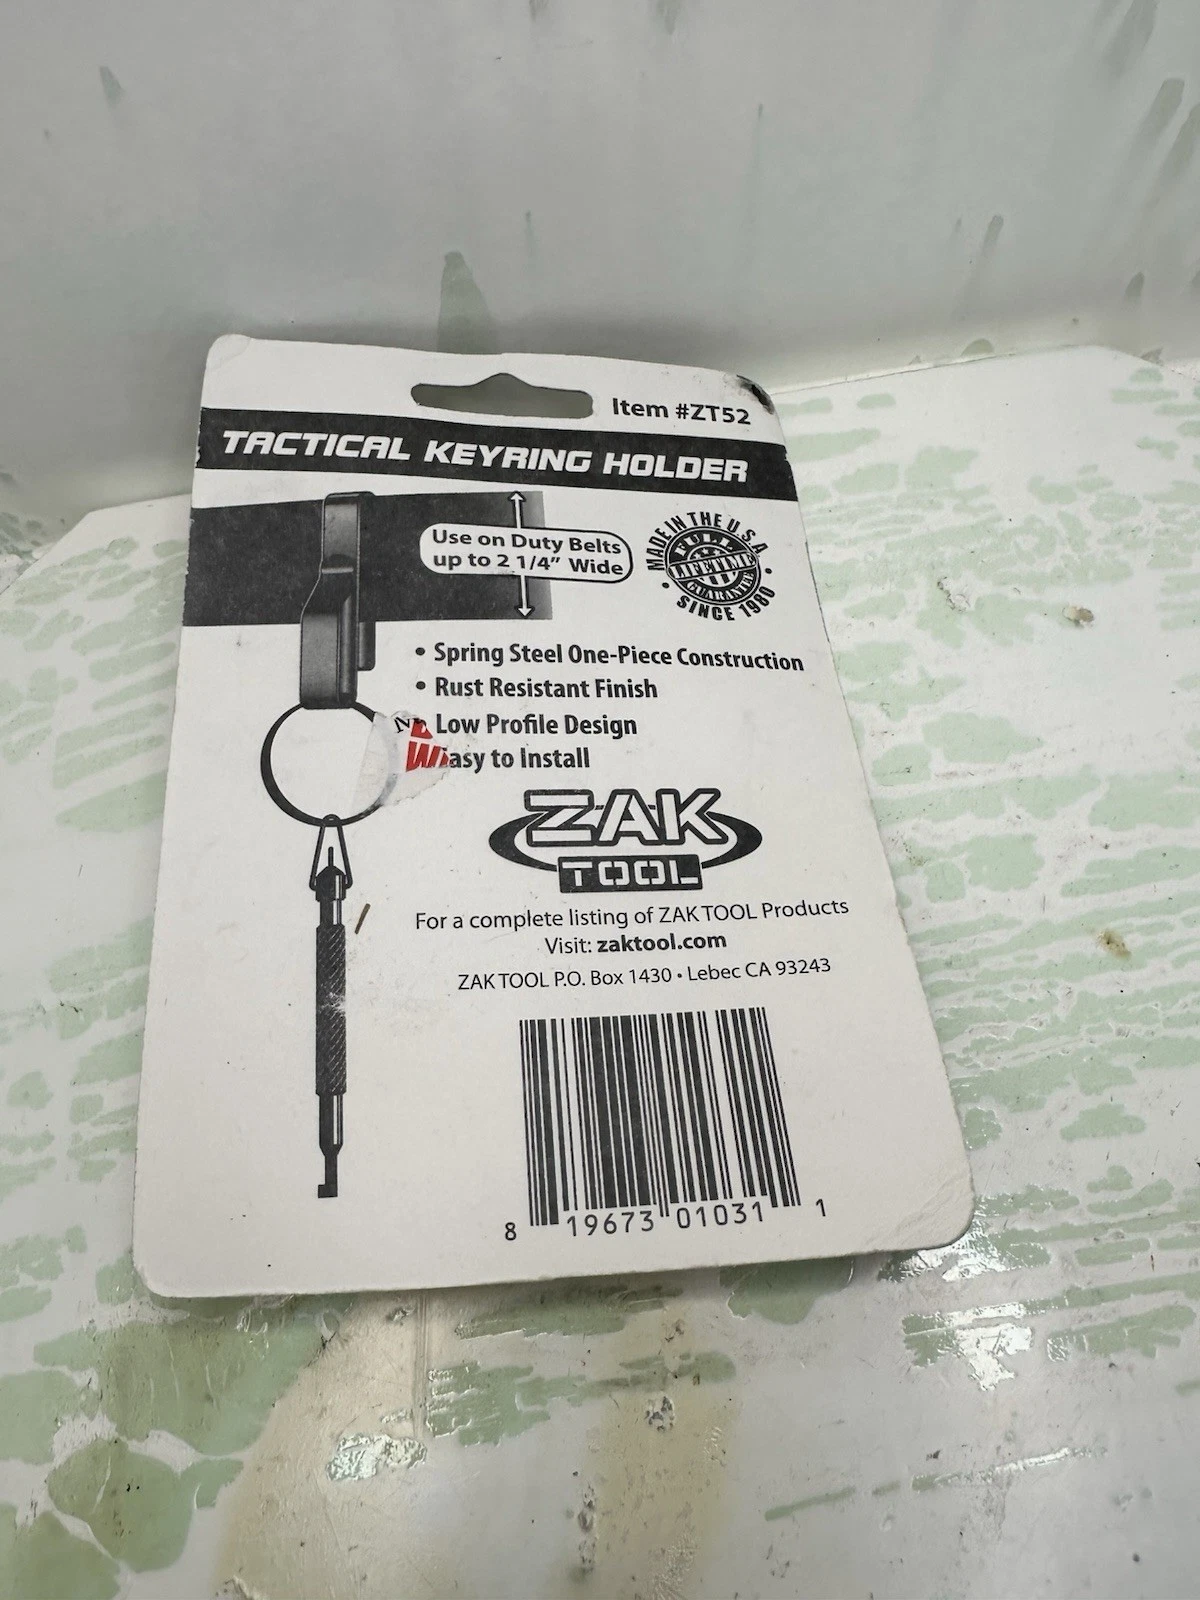 Item #ZT52
TACTICAL KEYRING HOLDER
Use on Duty Belts
up to 2 1/4” Wide
MADE IN THE U.S.A
FULL
LIFETIME
GUARANTEE
• SINCE 1980 •
• Spring Steel One-Piece Construction
• Rust Resistant Finish
Low Profile Design
asy to Install
ZAK
TOOL
For a complete listing of ZAK TOOL Products
Visit: zaktool.com
ZAK TOOL P.O. Box 1430 • Lebec CA 93243
8 19673 01031 1